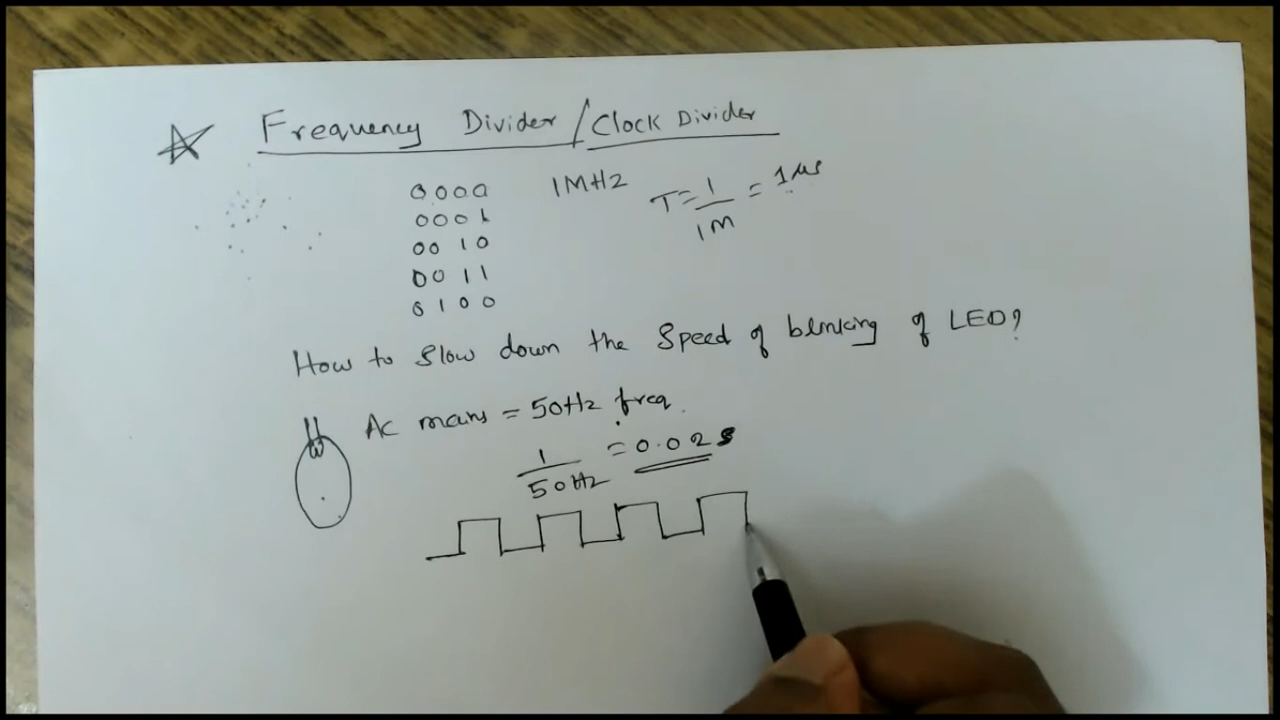 Frequency Divider / Clock Divider
0000 1MHz T = 1/1M = 1μs
0001
0010
0011
0100
How to Slow down the Speed of blinking of LED?
Ac mains = 50Hz freq.
1/50Hz = 0.02s